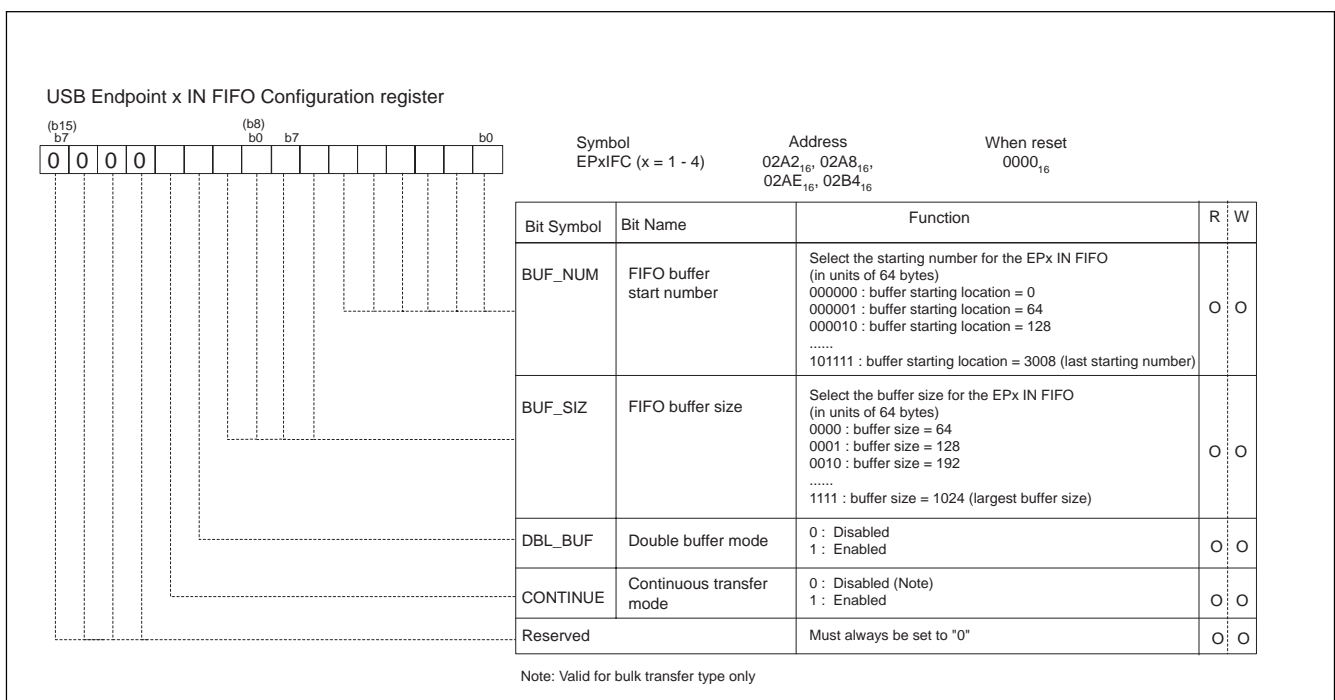 USB Endpoint x IN FIFO Configuration register
(b15) (b8)
b7 b0 b7 b0
0 0 0 0
Symbol Address When reset
EPxIFC (x = 1 - 4) 02A2₁₆, 02A8₁₆, 0000₁₆
02AE₁₆, 02B4₁₆
Bit Symbol Bit Name Function R W
BUF_NUM FIFO buffer start number
Select the starting number for the EPx IN FIFO
(in units of 64 bytes)
000000 : buffer starting location = 0
000001 : buffer starting location = 64
000010 : buffer starting location = 128
......
101111 : buffer starting location = 3008 (last starting number)
O O
BUF_SIZ FIFO buffer size
Select the buffer size for the EPx IN FIFO
(in units of 64 bytes)
0000 : buffer size = 64
0001 : buffer size = 128
0010 : buffer size = 192
......
1111 : buffer size = 1024 (largest buffer size)
O O
DBL_BUF Double buffer mode
0 : Disabled
1 : Enabled
O O
CONTINUE Continuous transfer mode
0 : Disabled (Note)
1 : Enabled
O O
Reserved Must always be set to "0" O O
Note: Valid for bulk transfer type only